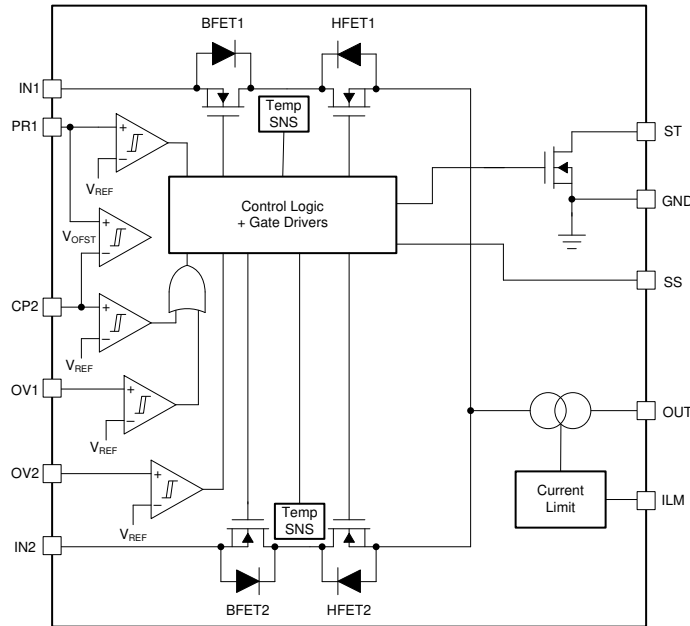 BFET1
HFET1
IN1
PR1
Temp
SNS
ST
+
−
VREF
Control Logic
+ Gate Drivers
GND
VOFST
+
−
SS
CP2
+
−
VREF
OV1
+
−
VREF
OUT
OV2
+
−
VREF
Current
Limit
ILM
Temp
SNS
IN2
BFET2
HFET2